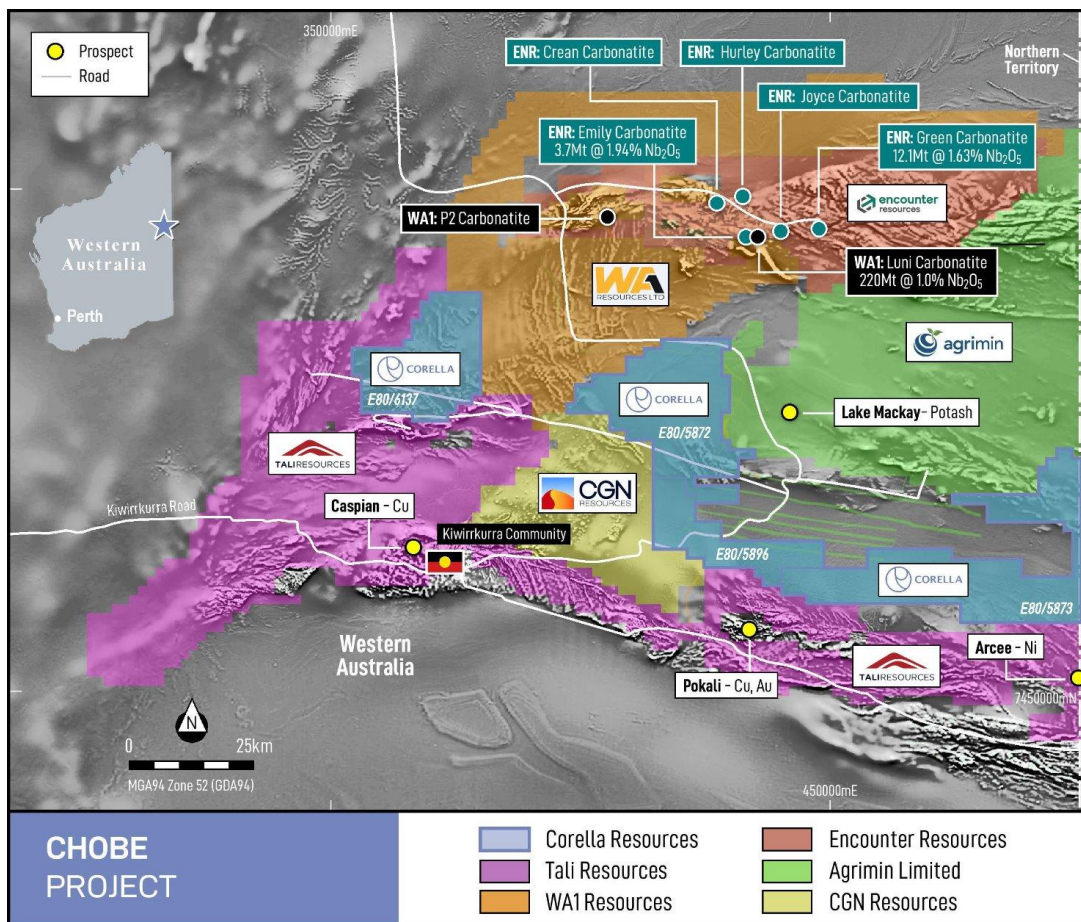 350000mE
Prospect
Road
Northern
Territory
ENR: Crean Carbonatite
ENR: Hurley Carbonatite
ENR: Joyce Carbonatite
ENR: Emily Carbonatite
3.7Mt @ 1.94% Nb₂O₅
ENR: Green Carbonatite
12.1Mt @ 1.63% Nb₂O₅
encounter
resources
WA1: P2 Carbonatite
WA1: Luni Carbonatite
220Mt @ 1.0% Nb₂O₅
Western
Australia
Perth
WA1
RESOURCES LTD
agrimin
CORELLA
E80/6137
CORELLA
E80/5872
Lake Mackay – Potash
TALIRESOURCES
CGN
RESOURCES
Caspian – Cu
Kiwirrkurra Road
Kiwirrkurra Community
E80/5896
CORELLA
E80/5873
Western
Australia
Arcee – Ni
TALIRESOURCES
Pokali – Cu, Au
7450000mN
N
0 25km
MGA94 Zone 52 (GDA94)
450000mE
CHOBE
PROJECT
Corella Resources
Tali Resources
WA1 Resources
Encounter Resources
Agrimin Limited
CGN Resources